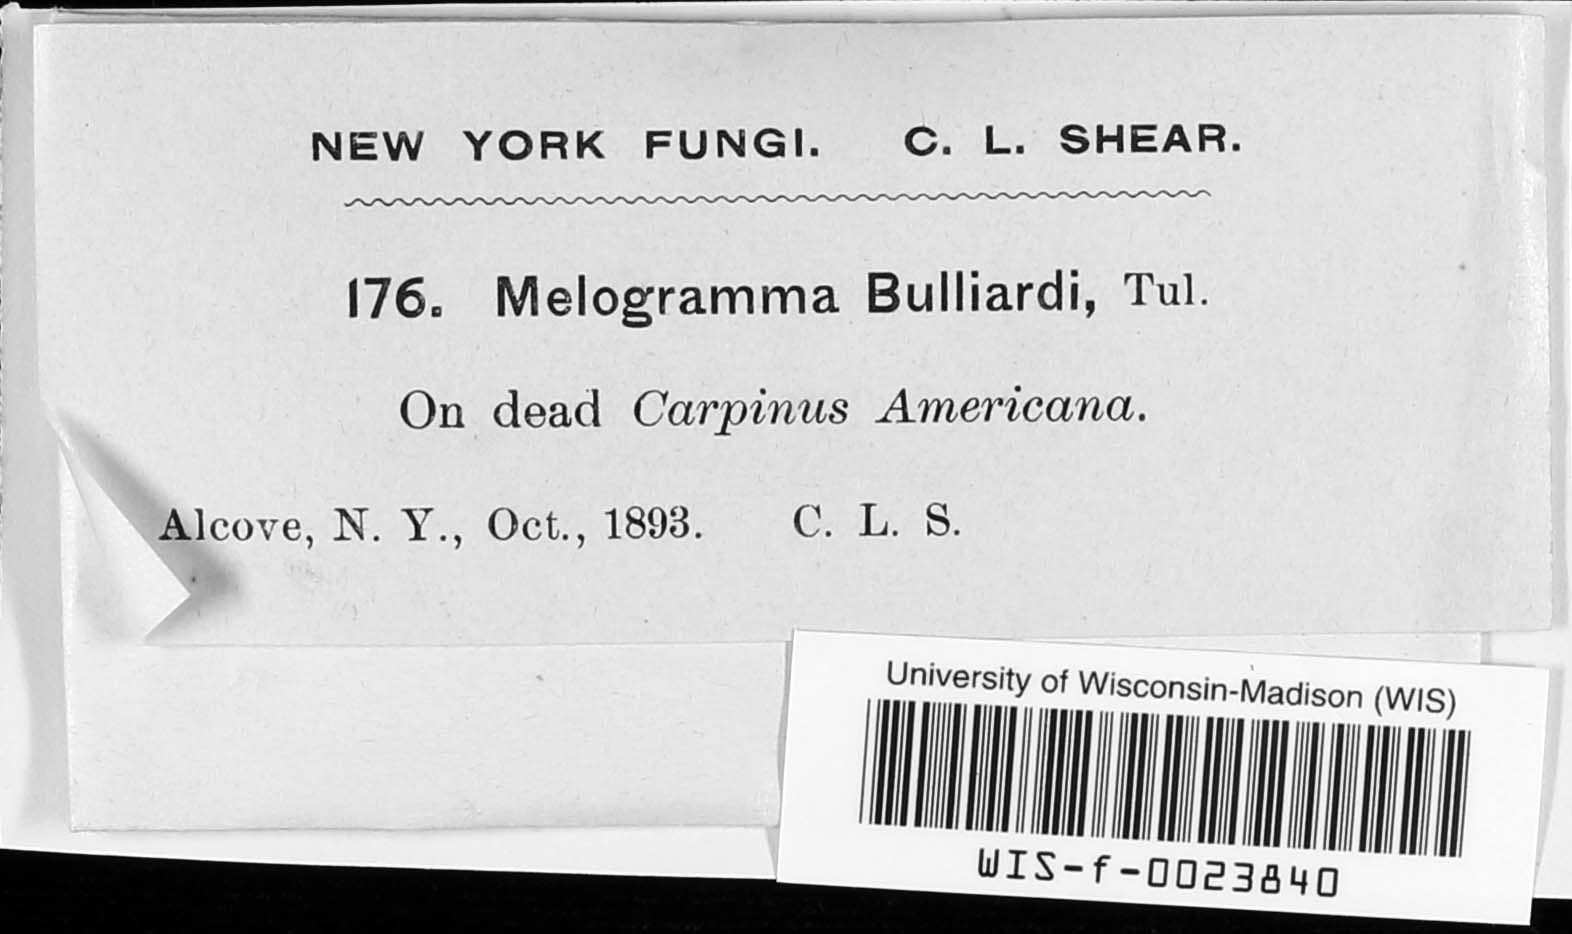 NEW YORK FUNGI. C. L. SHEAR.
176. Melogramma Bulliardi, Tul.
On dead Carpinus Americana.
Alcove, N. Y., Oct., 1893. C. L. S.
University of Wisconsin-Madison (WIS)
WIS-f-0023840